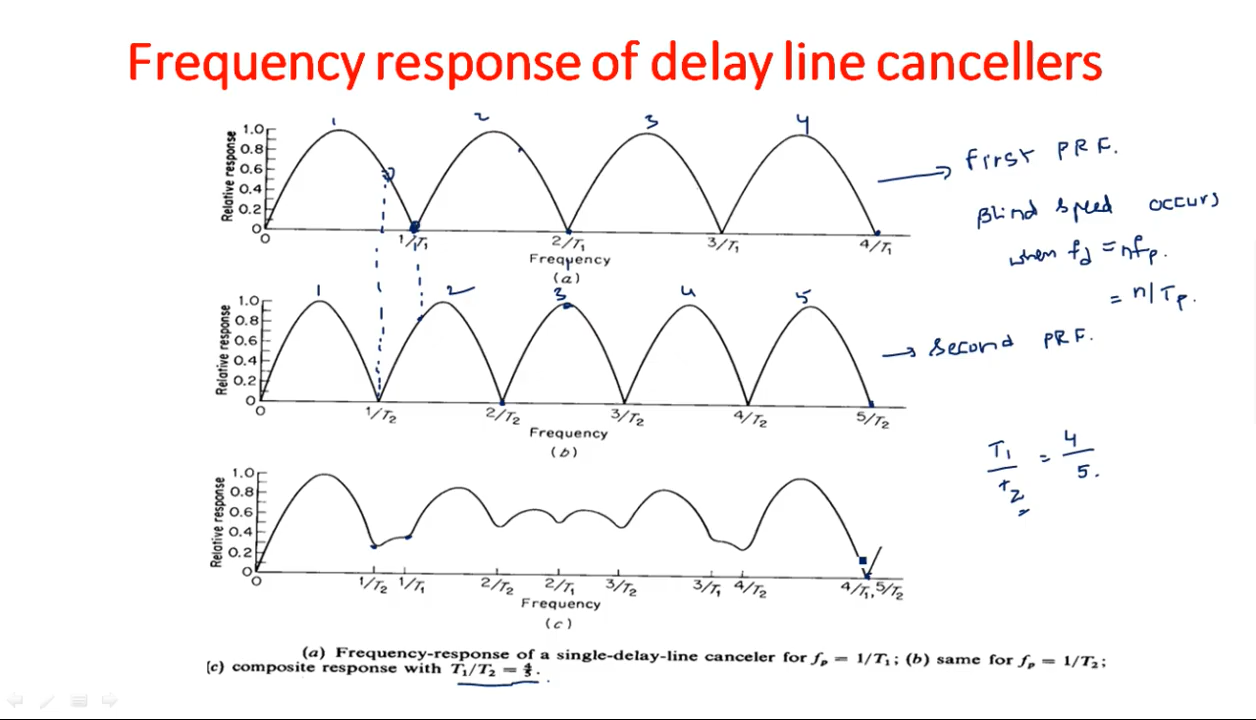 Frequency response of delay line cancellers
1 2 3 4
Relative response
1.0
0.8
0.6
0.4
0.2
0
0 1/T₁ 2/T₁ 3/T₁ 4/T₁
Frequency
(a)
→ First PRF.
Blind speed occurs
when fd = nfp.
= n/Tp.
1 2 3 4 5
Relative response
1.0
0.8
0.6
0.4
0.2
0
0 1/T₂ 2/T₂ 3/T₂ 4/T₂ 5/T₂
Frequency
(b)
→ Second PRF.
T₁/T₂ = 4/5.
Relative response
1.0
0.8
0.6
0.4
0.2
0
0 1/T₂ 1/T₁ 2/T₂ 2/T₁ 3/T₂ 3/T₁ 4/T₂ 4/T₁, 5/T₂
Frequency
(c)
(a) Frequency-response of a single-delay-line canceler for fp = 1/T₁; (b) same for fp = 1/T₂;
(c) composite response with T₁/T₂ = 4/5.